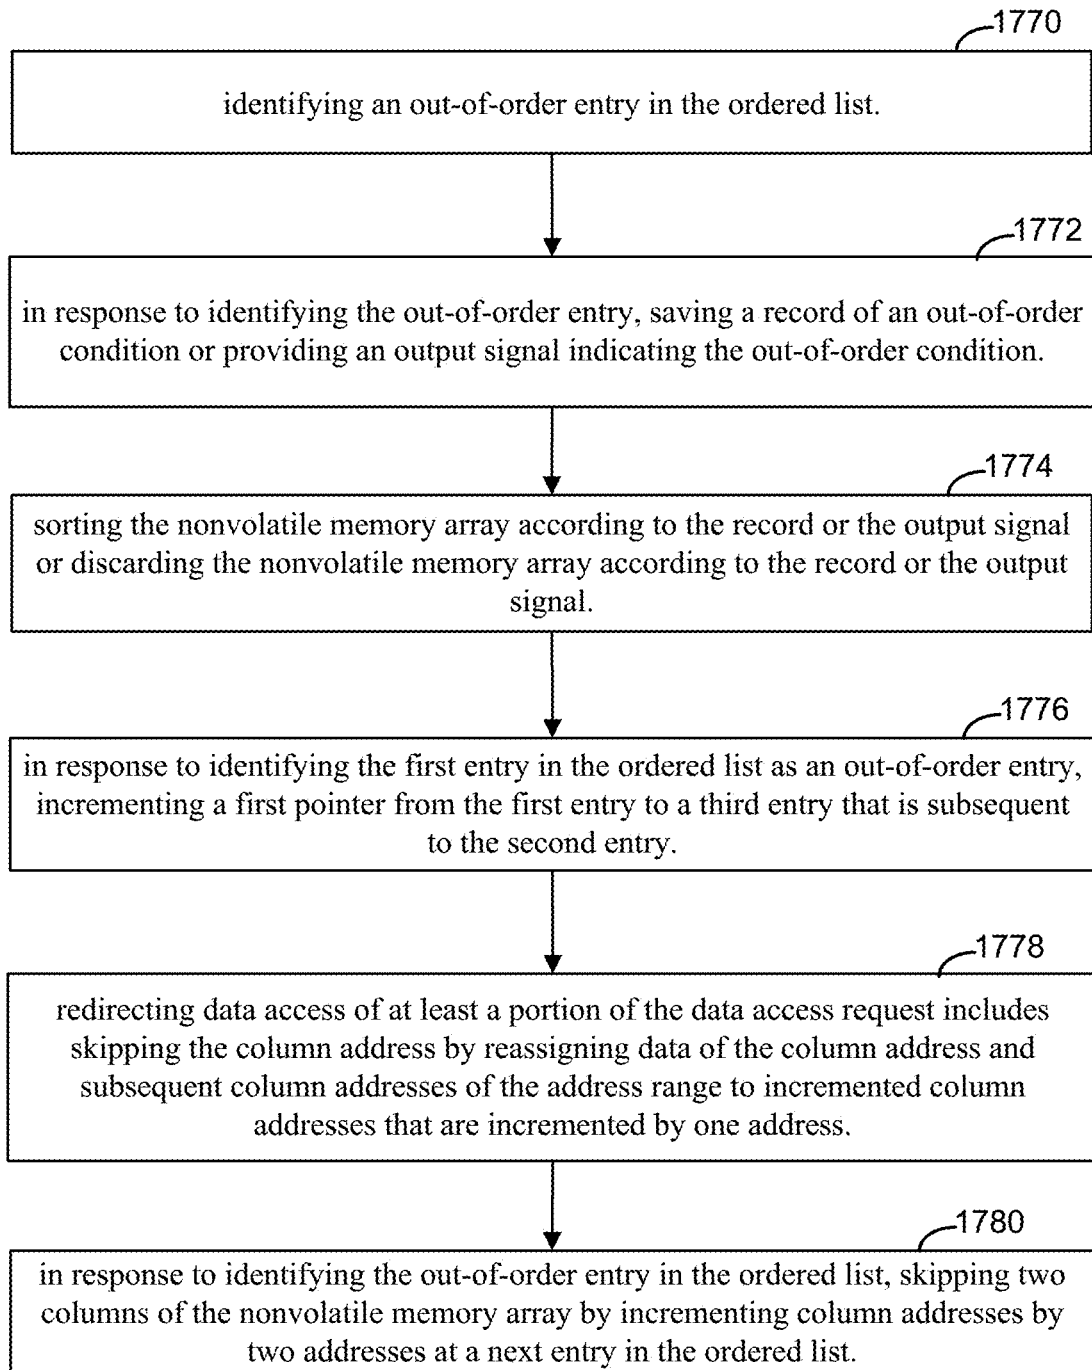 1770
identifying an out-of-order entry in the ordered list.
1772
in response to identifying the out-of-order entry, saving a record of an out-of-order
condition or providing an output signal indicating the out-of-order condition.
1774
sorting the nonvolatile memory array according to the record or the output signal
or discarding the nonvolatile memory array according to the record or the output
signal.
1776
in response to identifying the first entry in the ordered list as an out-of-order entry,
incrementing a first pointer from the first entry to a third entry that is subsequent
to the second entry.
1778
redirecting data access of at least a portion of the data access request includes
skipping the column address by reassigning data of the column address and
subsequent column addresses of the address range to incremented column
addresses that are incremented by one address.
1780
in response to identifying the out-of-order entry in the ordered list, skipping two
columns of the nonvolatile memory array by incrementing column addresses by
two addresses at a next entry in the ordered list.